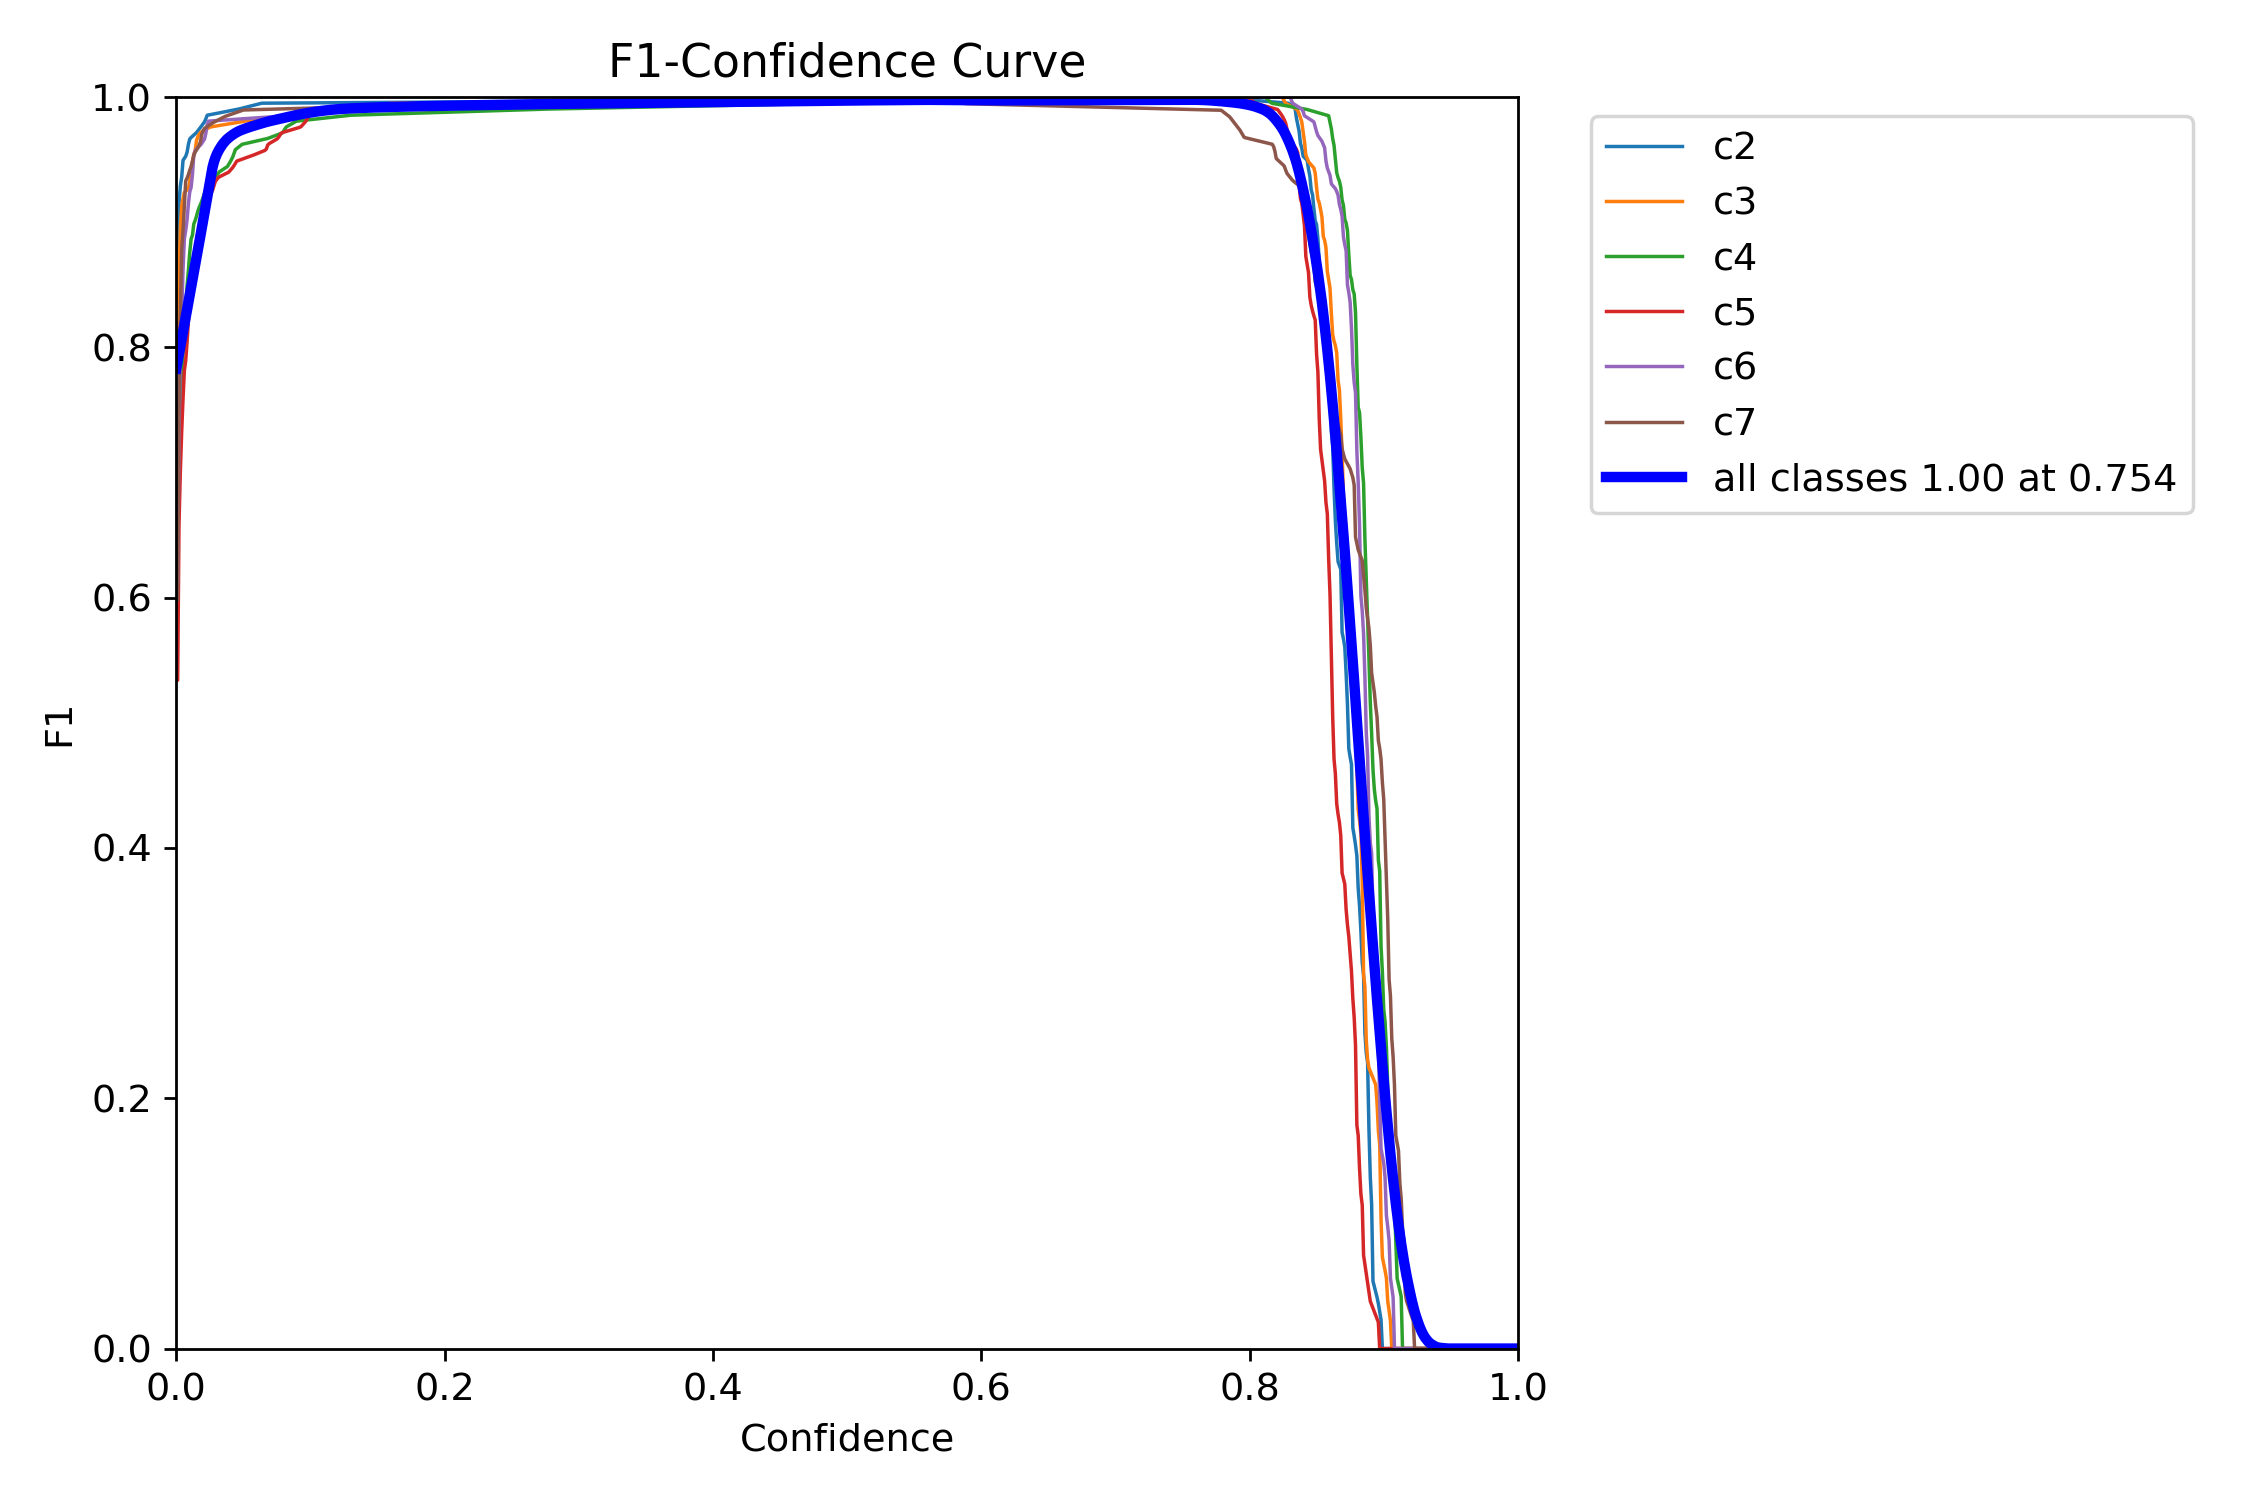 F1-Confidence Curve
1.0
0.8
0.6
0.4
0.2
0.0
F1
0.0 0.2 0.4 0.6 0.8 1.0
Confidence
c2
c3
c4
c5
c6
c7
all classes 1.00 at 0.754